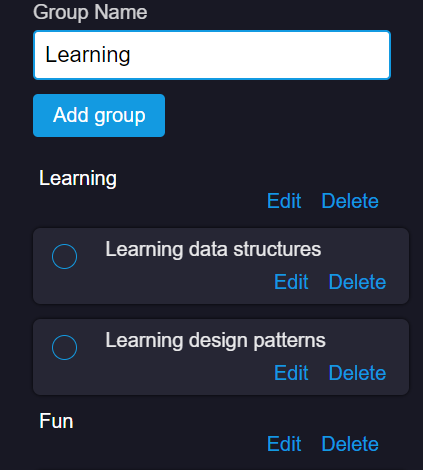 Group Name
Learning
Add group
Learning
Edit Delete
Learning data structures
Edit Delete
Learning design patterns
Edit Delete
Fun
Edit Delete